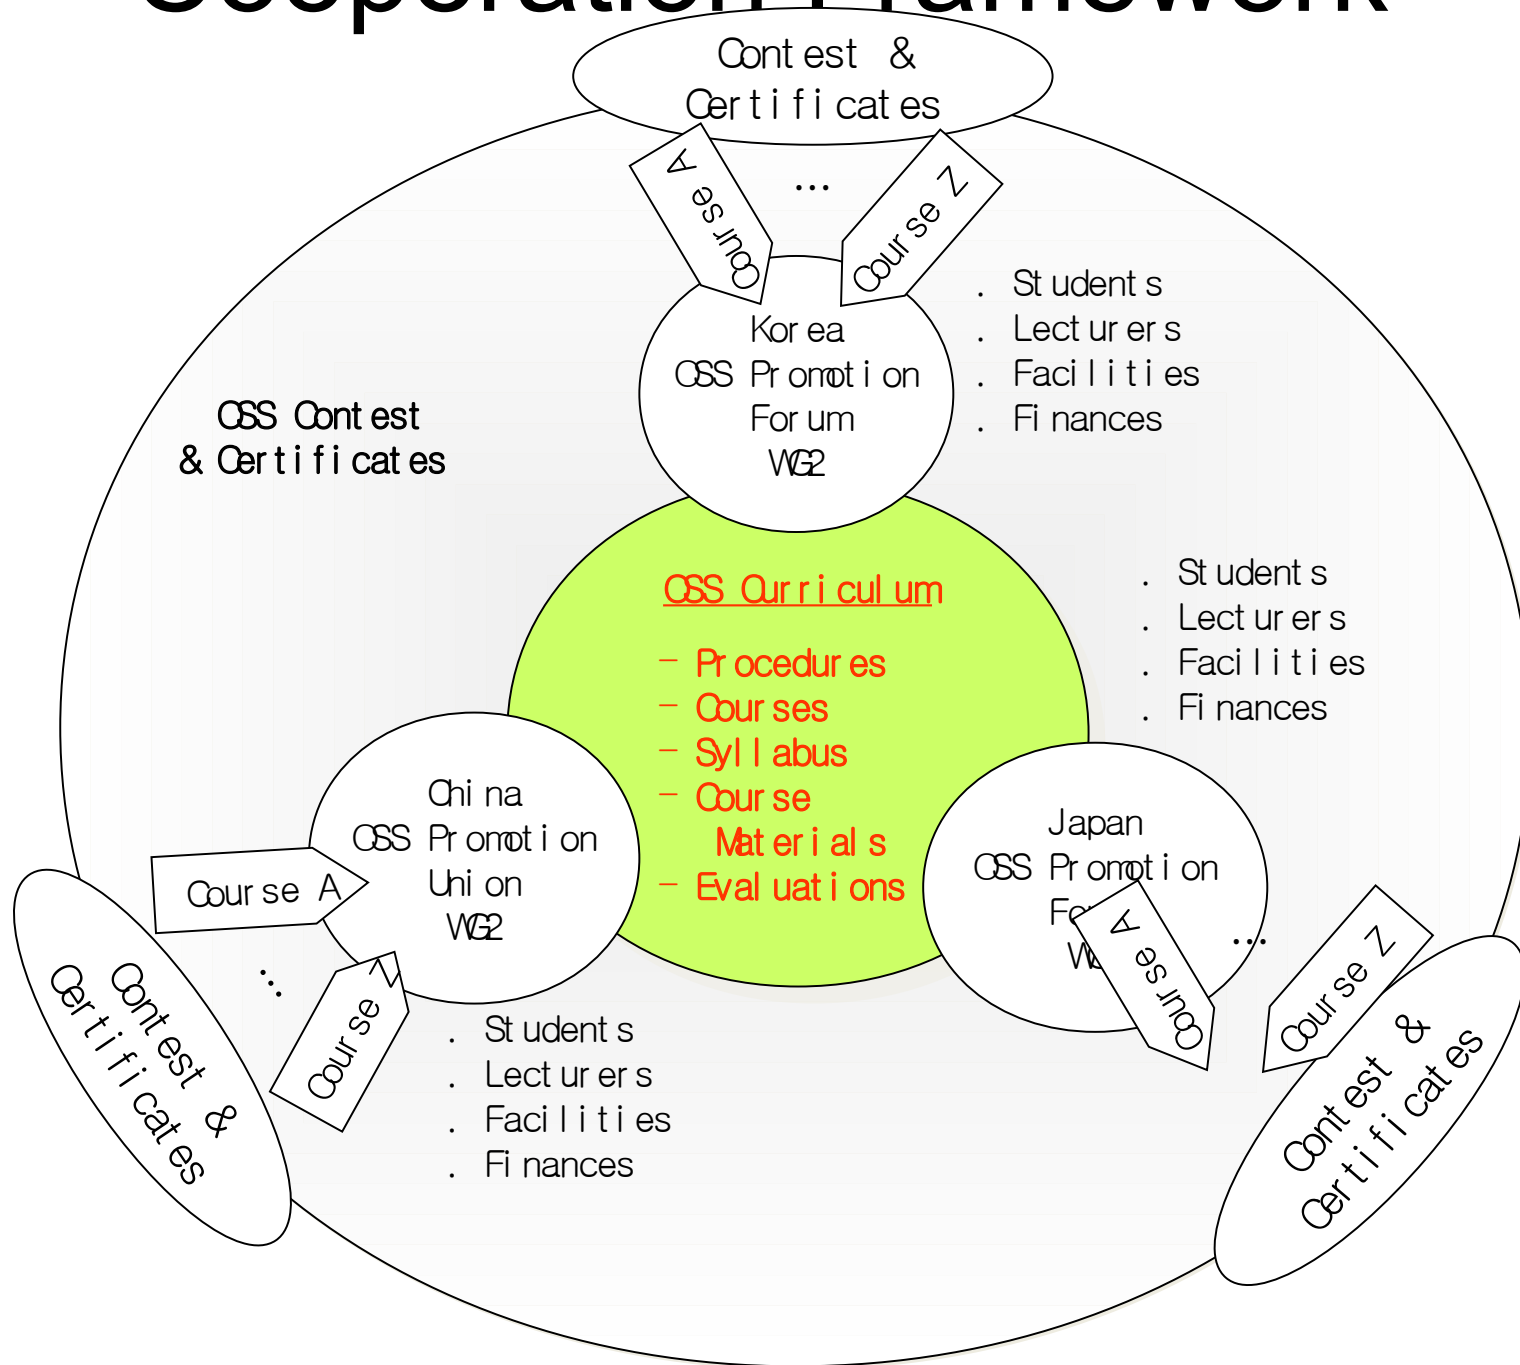 Cooperation Framework
Contest &
Certificates
Course A
...
Course Z
Korea
OSS Promotion
Forum
WG2
. Students
. Lecturers
. Facilities
. Finances
OSS Contest
& Certificates
OSS Curriculum
- Procedures
- Courses
- Syllabus
- Course
Materials
- Evaluations
. Students
. Lecturers
. Facilities
. Finances
China
OSS Promotion
Union
WG2
Course A
...
Course Z
Contest &
Certificates
. Students
. Lecturers
. Facilities
. Finances
Japan
OSS Promotion
Course A
...
Course Z
Contest &
Certificates